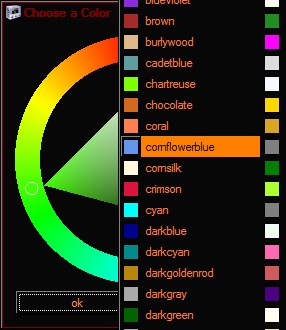 Choose a Color
blueviolet
brown
burlywood
cadetblue
chartreuse
chocolate
coral
cornflowerblue
cornsilk
crimson
cyan
darkblue
darkcyan
darkgoldenrod
darkgray
darkgreen
ok